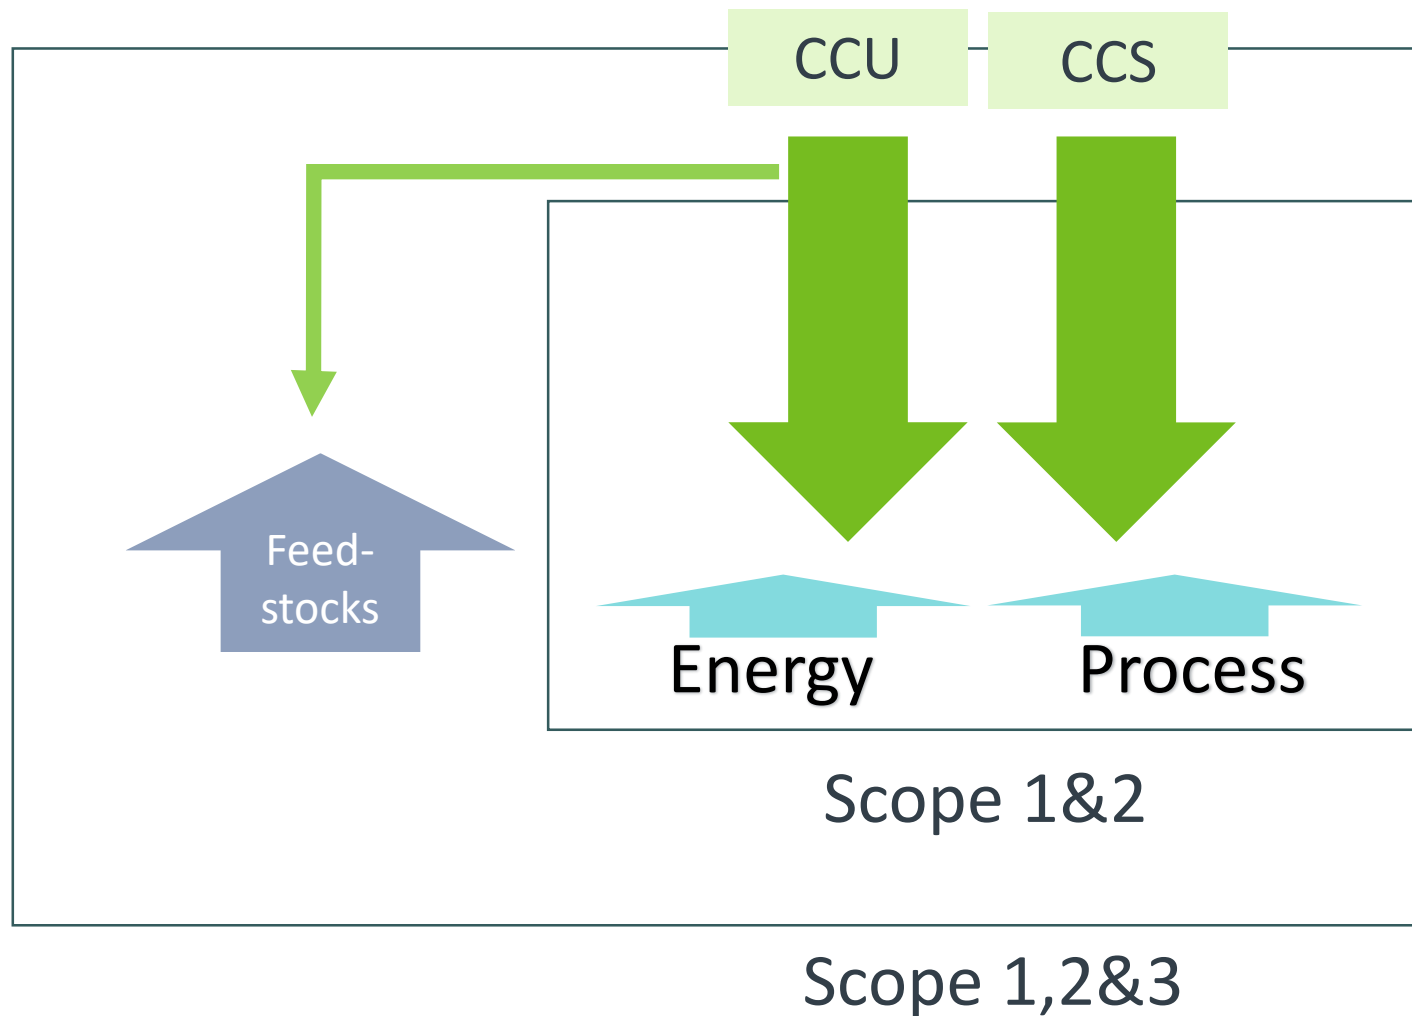 CCU
CCS
Feed-
stocks
Energy
Process
Scope 1&2
Scope 1,2&3